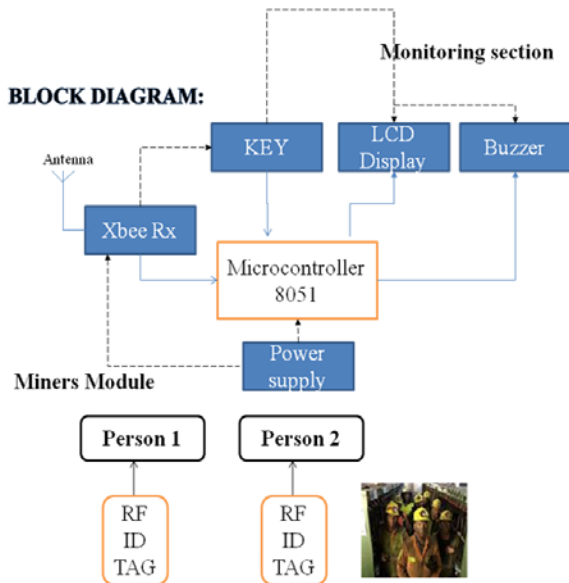 Monitoring section
BLOCK DIAGRAM:
KEY
LCD
Display
Buzzer
Antenna
Xbee Rx
Microcontroller
8051
Power
supply
Miners Module
Person 1
Person 2
RF
ID
TAG
RF
ID
TAG